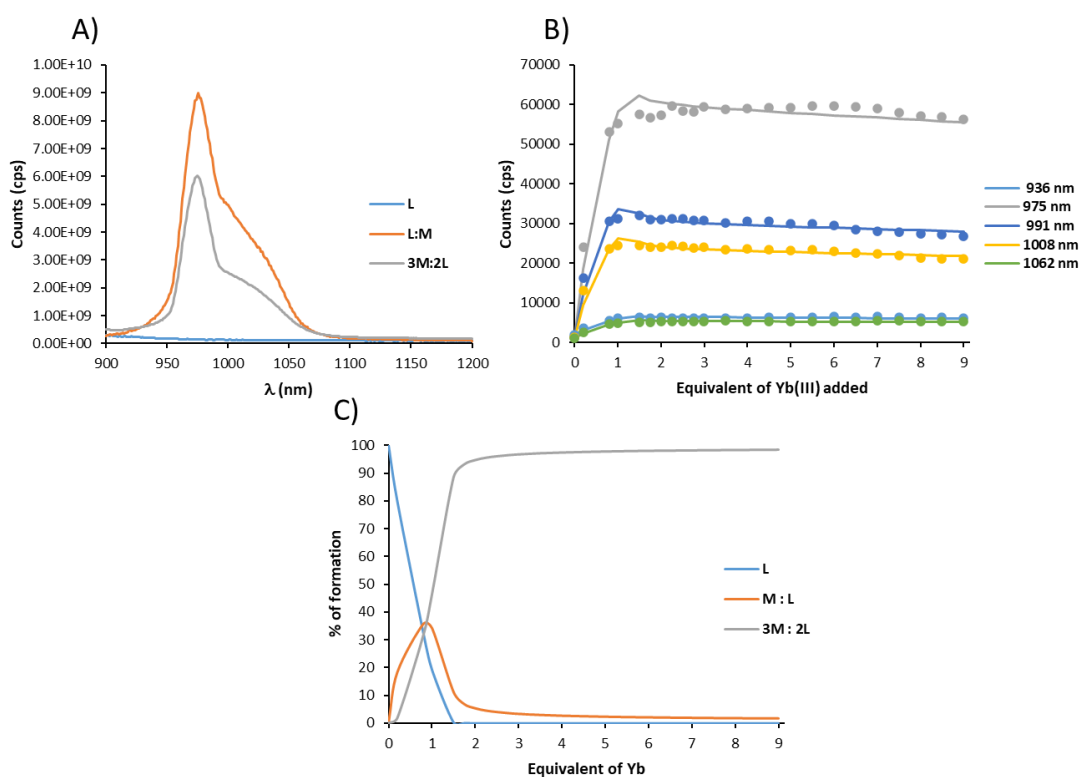 A)
1.00E+10
9.00E+09
8.00E+09
7.00E+09
6.00E+09
5.00E+09
4.00E+09
3.00E+09
2.00E+09
1.00E+09
0.00E+00
Counts (cps)
900 950 1000 1050 1100 1150 1200
λ (nm)
L
L:M
3M:2L
B)
70000
60000
50000
40000
30000
20000
10000
0
Counts (cps)
0 1 2 3 4 5 6 7 8 9
Equivalent of Yb(III) added
936 nm
975 nm
991 nm
1008 nm
1062 nm
C)
100
90
80
70
60
50
40
30
20
10
0
% of formation
0 1 2 3 4 5 6 7 8 9
Equivalent of Yb
L
M : L
3M : 2L